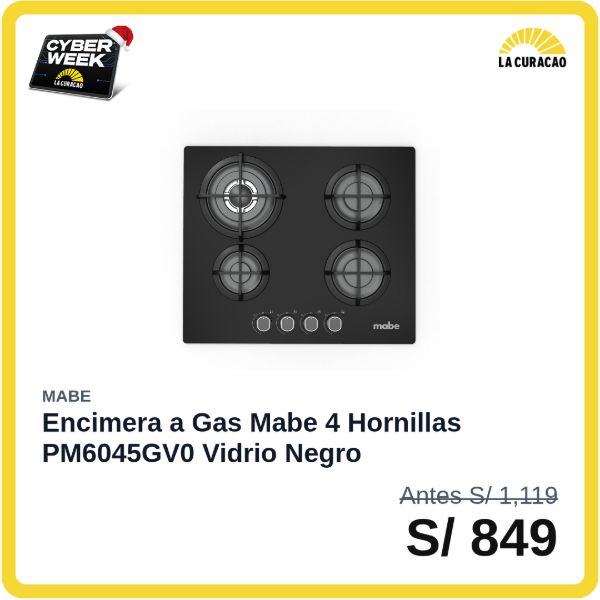 CYBER
WEEK
LA CURACAO
LA CURACAO
mabe
MABE
Encimera a Gas Mabe 4 Hornillas
PM6045GV0 Vidrio Negro
Antes S/ 1,119
S/ 849